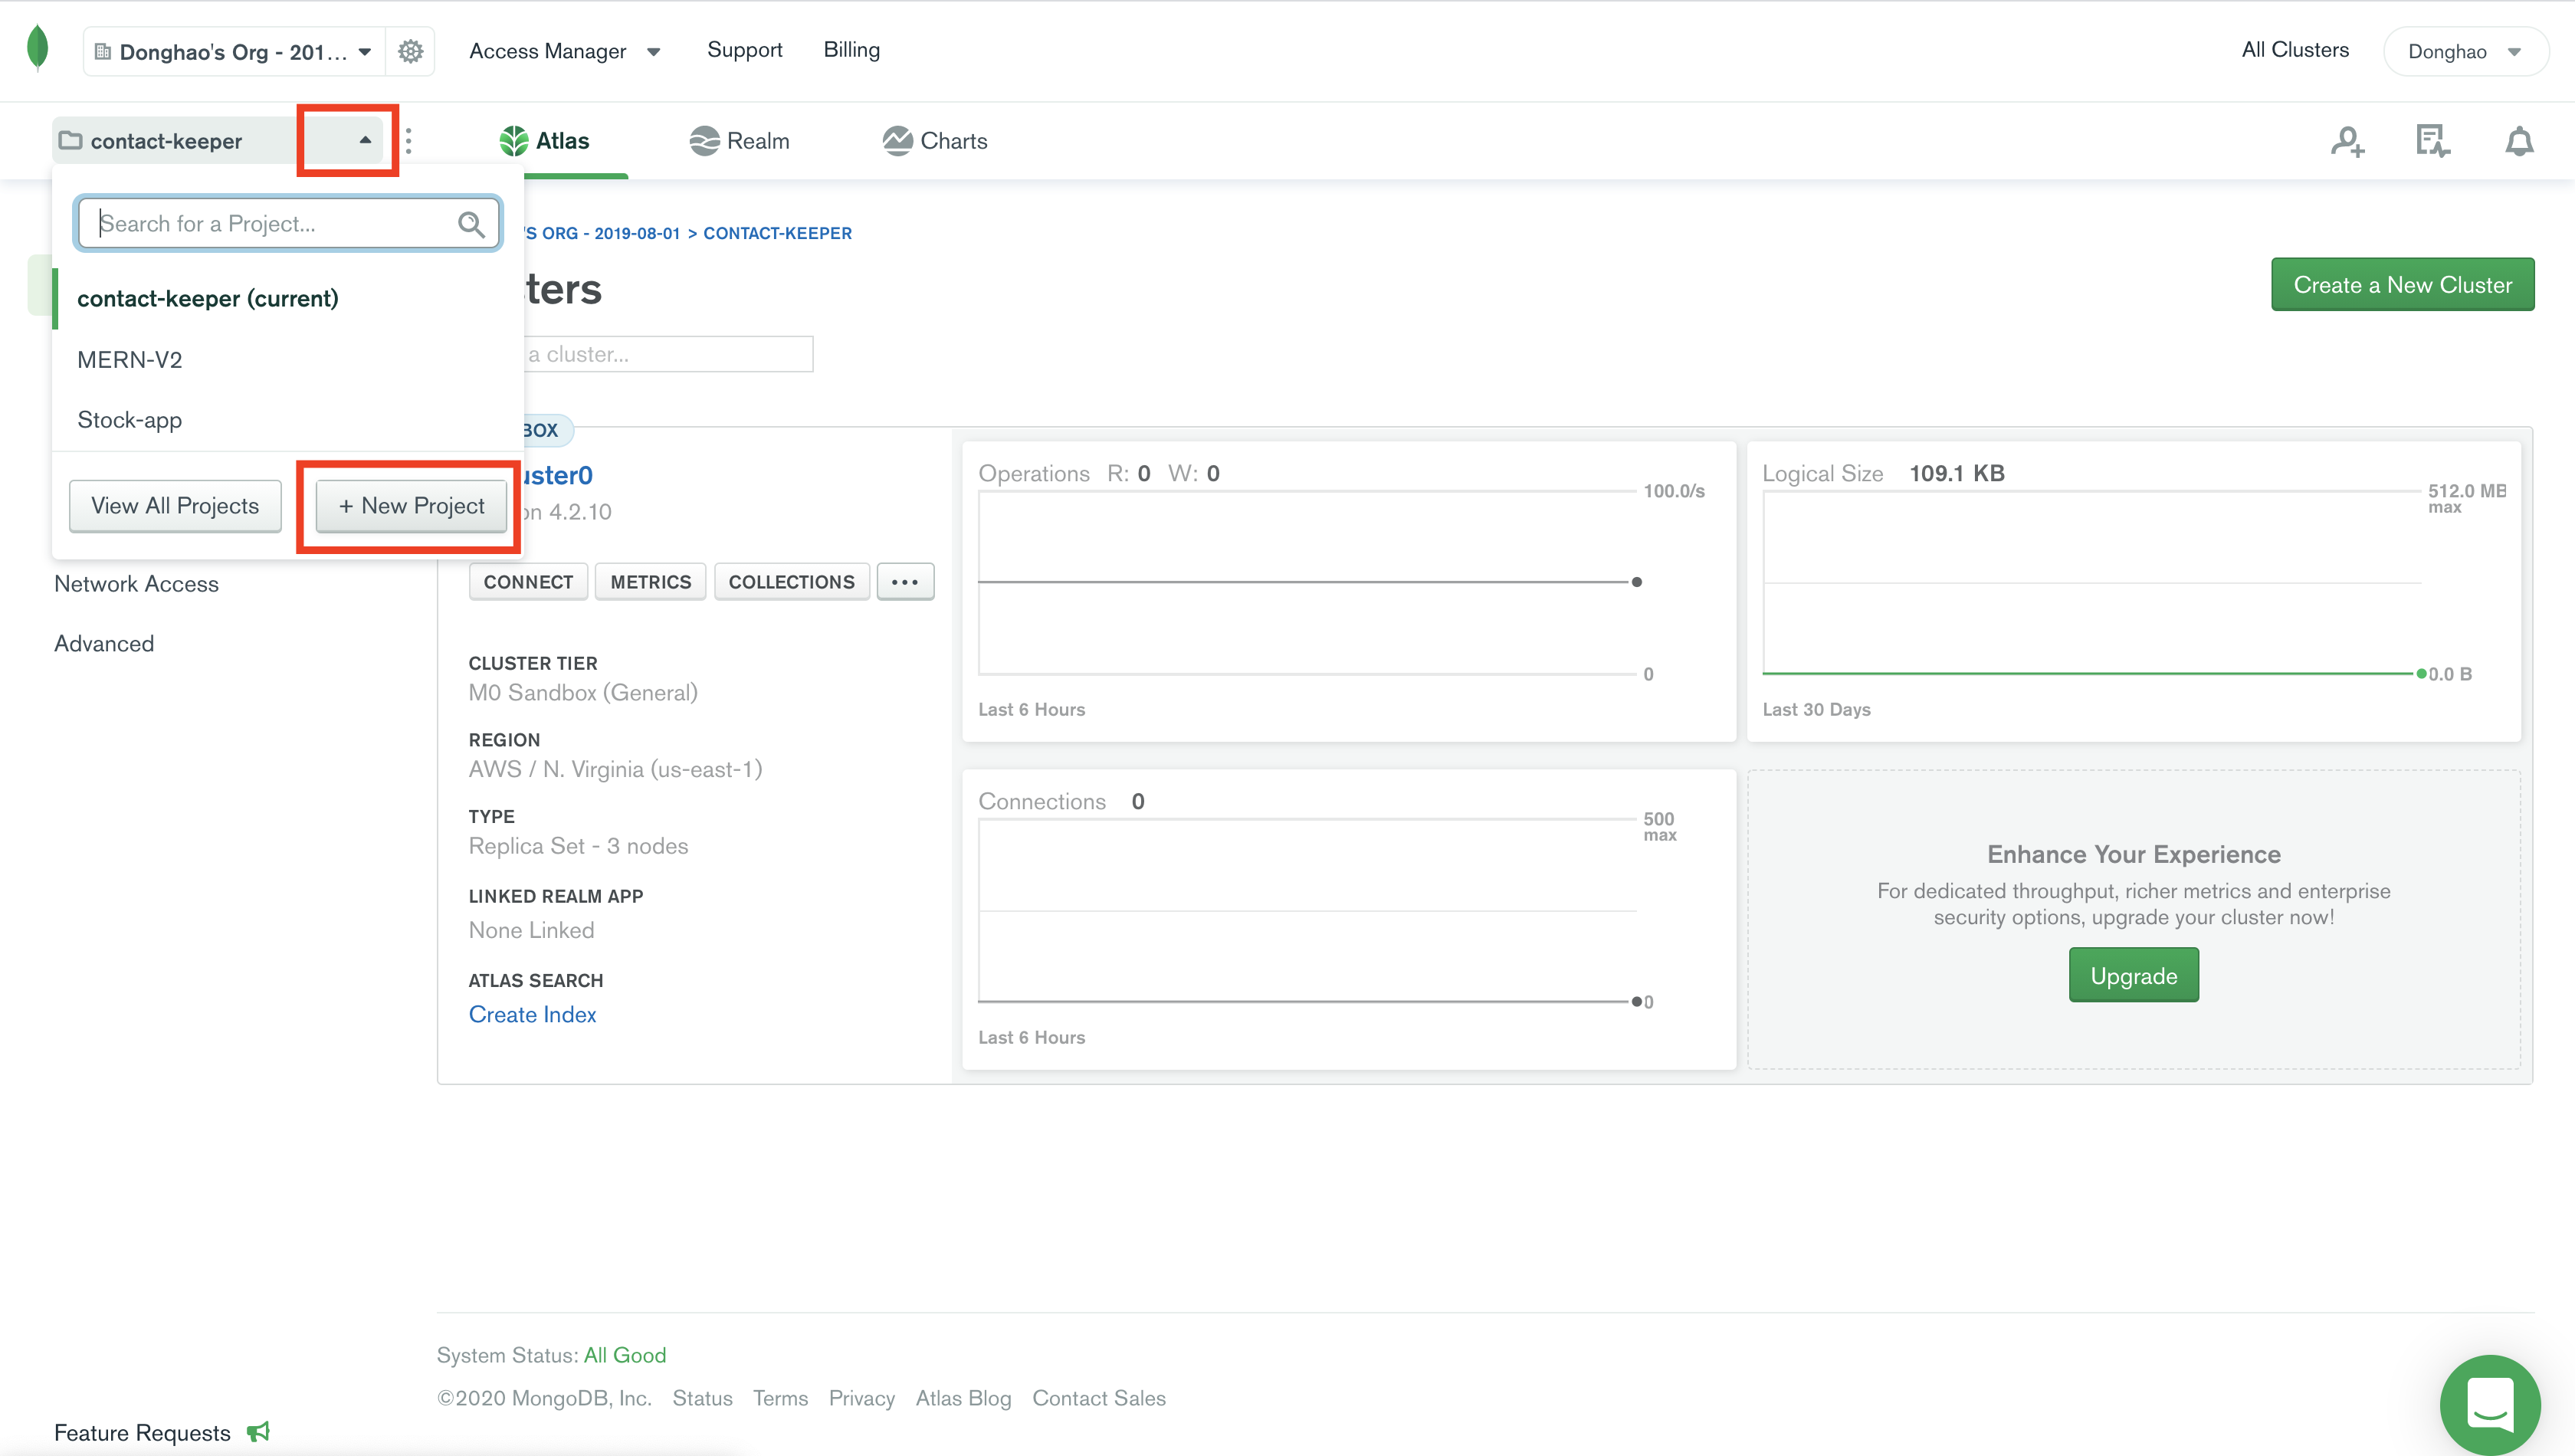 Donghao's Org - 201...
Access Manager
Support
Billing
All Clusters
Donghao
contact-keeper
Atlas
Realm
Charts
Search for a Project...
contact-keeper (current)
MERN-V2
Stock-app
View All Projects
+ New Project
Network Access
Advanced
Feature Requests
'S ORG - 2019-08-01 > CONTACT-KEEPER
ters
Create a New Cluster
a cluster...
BOX
uster0
on 4.2.10
CONNECT
METRICS
COLLECTIONS
...
CLUSTER TIER
M0 Sandbox (General)
REGION
AWS / N. Virginia (us-east-1)
TYPE
Replica Set - 3 nodes
LINKED REALM APP
None Linked
ATLAS SEARCH
Create Index
Operations R: 0 W: 0
100.0/s
0
Last 6 Hours
Logical Size 109.1 KB
512.0 MB
max
0.0 B
Last 30 Days
Connections 0
500
max
0
Last 6 Hours
Enhance Your Experience
For dedicated throughput, richer metrics and enterprise
security options, upgrade your cluster now!
Upgrade
System Status: All Good
©2020 MongoDB, Inc. Status Terms Privacy Atlas Blog Contact Sales